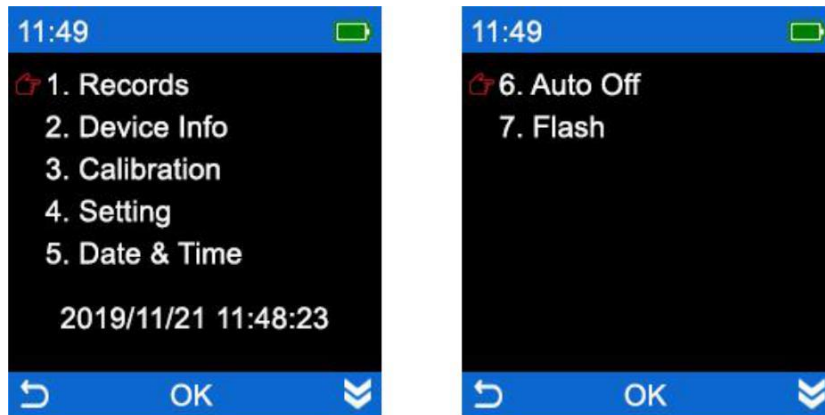 11:49
1. Records
2. Device Info
3. Calibration
4. Setting
5. Date & Time
2019/11/21 11:48:23
OK
11:49
6. Auto Off
7. Flash
OK